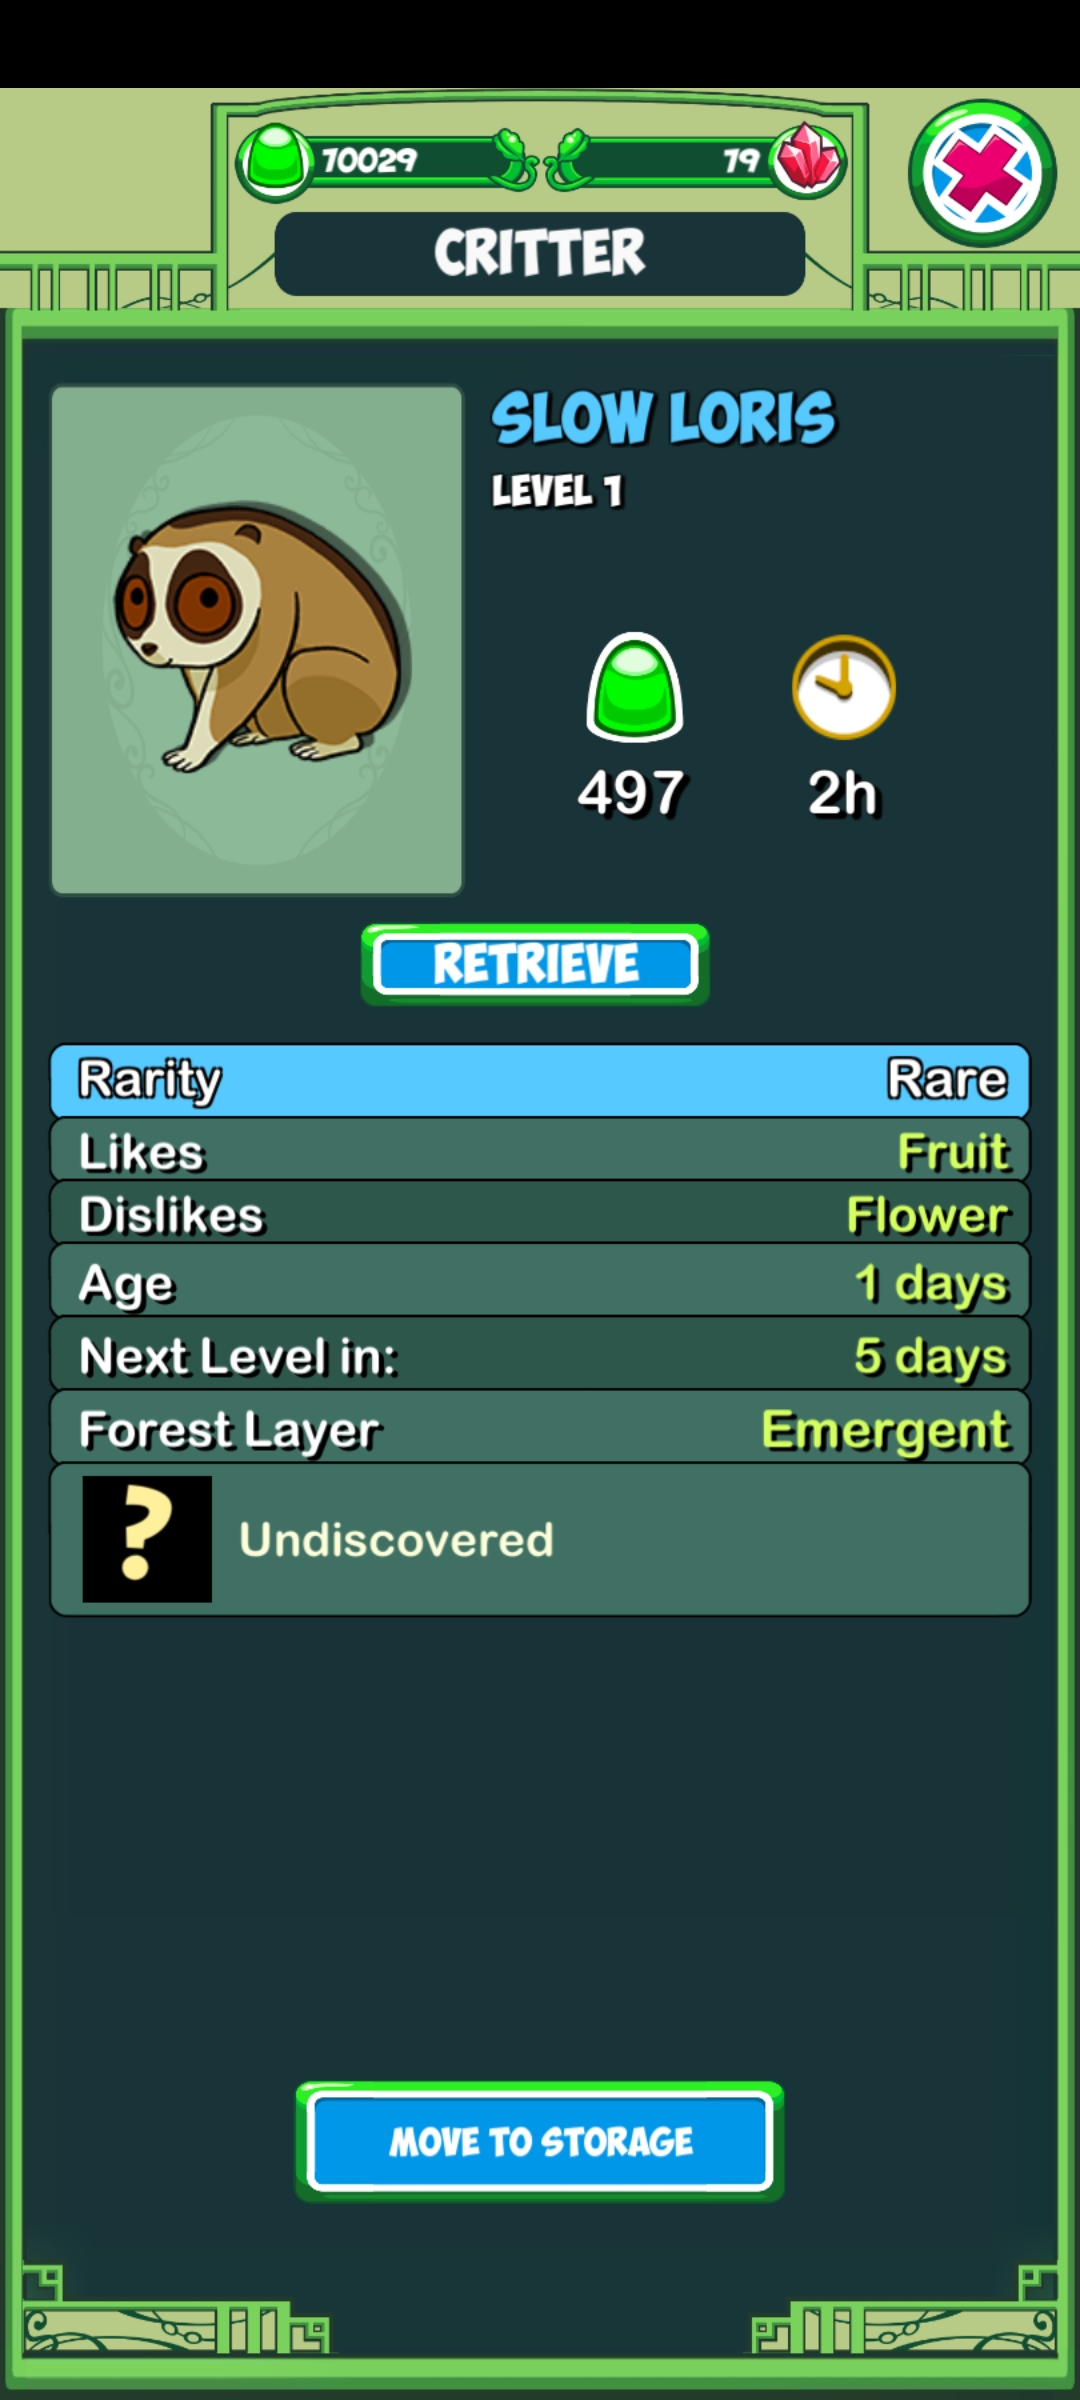 70029
79
CRITTER
SLOW LORIS
LEVEL 1
497
2h
RETRIEVE
Rarity Rare
Likes Fruit
Dislikes Flower
Age 1 days
Next Level in: 5 days
Forest Layer Emergent
? Undiscovered
MOVE TO STORAGE